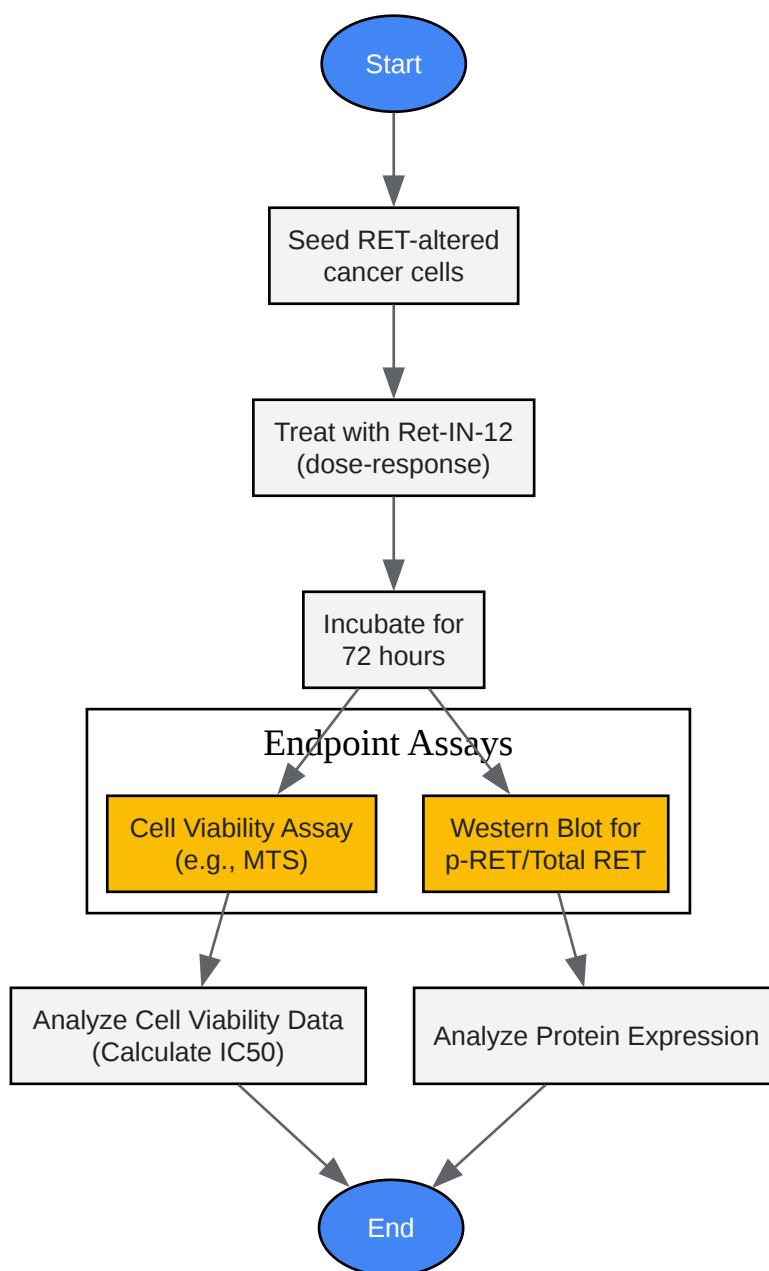 Start
Seed RET-altered
cancer cells
Treat with Ret-IN-12
(dose-response)
Incubate for
72 hours
Endpoint Assays
Cell Viability Assay
(e.g., MTS)
Western Blot for
p-RET/Total RET
Analyze Cell Viability Data
(Calculate IC50)
Analyze Protein Expression
End